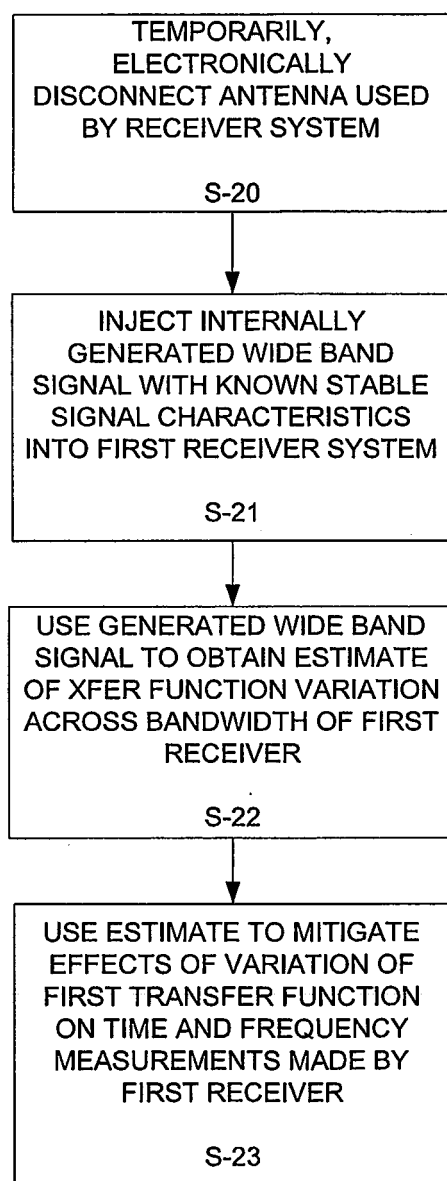 TEMPORARILY,
ELECTRONICALLY
DISCONNECT ANTENNA USED
BY RECEIVER SYSTEM
S-20
INJECT INTERNALLY
GENERATED WIDE BAND
SIGNAL WITH KNOWN STABLE
SIGNAL CHARACTERISTICS
INTO FIRST RECEIVER SYSTEM
S-21
USE GENERATED WIDE BAND
SIGNAL TO OBTAIN ESTIMATE
OF XFER FUNCTION VARIATION
ACROSS BANDWIDTH OF FIRST
RECEIVER
S-22
USE ESTIMATE TO MITIGATE
EFFECTS OF VARIATION OF
FIRST TRANSFER FUNCTION
ON TIME AND FREQUENCY
MEASUREMENTS MADE BY
FIRST RECEIVER
S-23